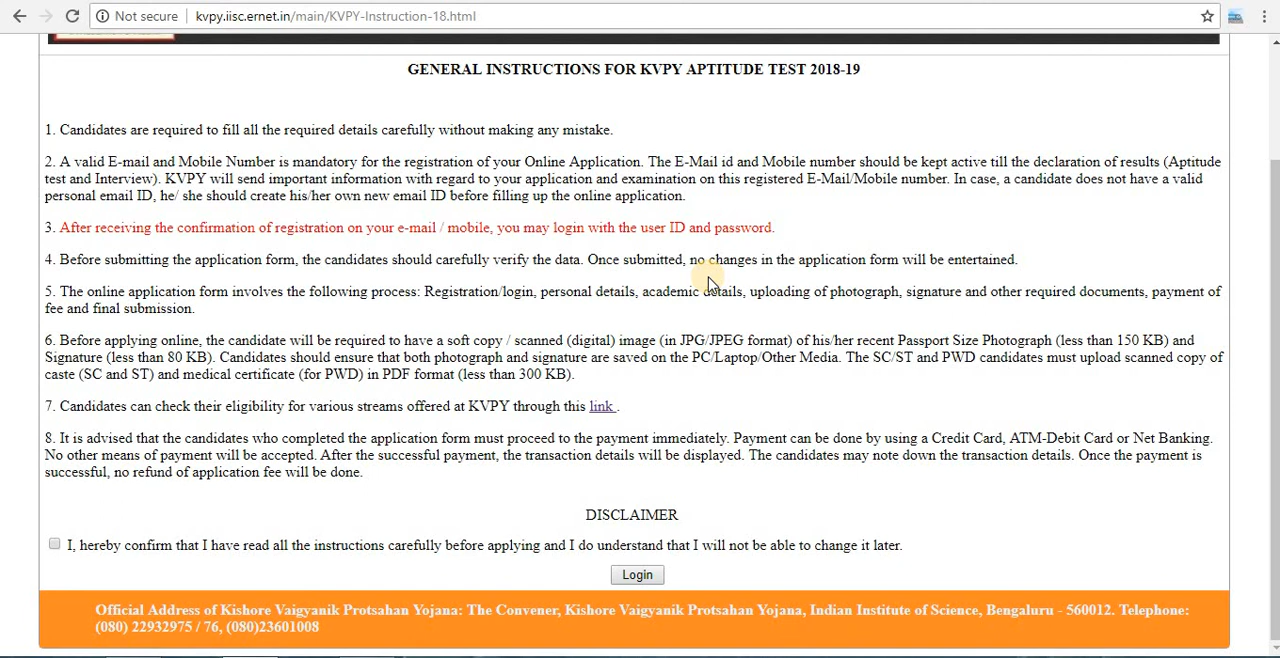 Not secure | kvpy.iisc.ernet.in/main/KVPY-Instruction-18.html
GENERAL INSTRUCTIONS FOR KVPY APTITUDE TEST 2018-19
1. Candidates are required to fill all the required details carefully without making any mistake.
2. A valid E-mail and Mobile Number is mandatory for the registration of your Online Application. The E-Mail id and Mobile number should be kept active till the declaration of results (Aptitude
test and Interview). KVPY will send important information with regard to your application and examination on this registered E-Mail/Mobile number. In case, a candidate does not have a valid
personal email ID, he/ she should create his/her own new email ID before filling up the online application.
3. After receiving the confirmation of registration on your e-mail / mobile, you may login with the user ID and password.
4. Before submitting the application form, the candidates should carefully verify the data. Once submitted, no changes in the application form will be entertained.
5. The online application form involves the following process: Registration/login, personal details, academic details, uploading of photograph, signature and other required documents, payment of
fee and final submission.
6. Before applying online, the candidate will be required to have a soft copy / scanned (digital) image (in JPG/JPEG format) of his/her recent Passport Size Photograph (less than 150 KB) and
Signature (less than 80 KB). Candidates should ensure that both photograph and signature are saved on the PC/Laptop/Other Media. The SC/ST and PWD candidates must upload scanned copy of
caste (SC and ST) and medical certificate (for PWD) in PDF format (less than 300 KB).
7. Candidates can check their eligibility for various streams offered at KVPY through this link .
8. It is advised that the candidates who completed the application form must proceed to the payment immediately. Payment can be done by using a Credit Card, ATM-Debit Card or Net Banking.
No other means of payment will be accepted. After the successful payment, the transaction details will be displayed. The candidates may note down the transaction details. Once the payment is
successful, no refund of application fee will be done.
DISCLAIMER
I, hereby confirm that I have read all the instructions carefully before applying and I do understand that I will not be able to change it later.
Login
Official Address of Kishore Vaigyanik Protsahan Yojana: The Convener, Kishore Vaigyanik Protsahan Yojana, Indian Institute of Science, Bengaluru - 560012. Telephone:
(080) 22932975 / 76, (080)23601008